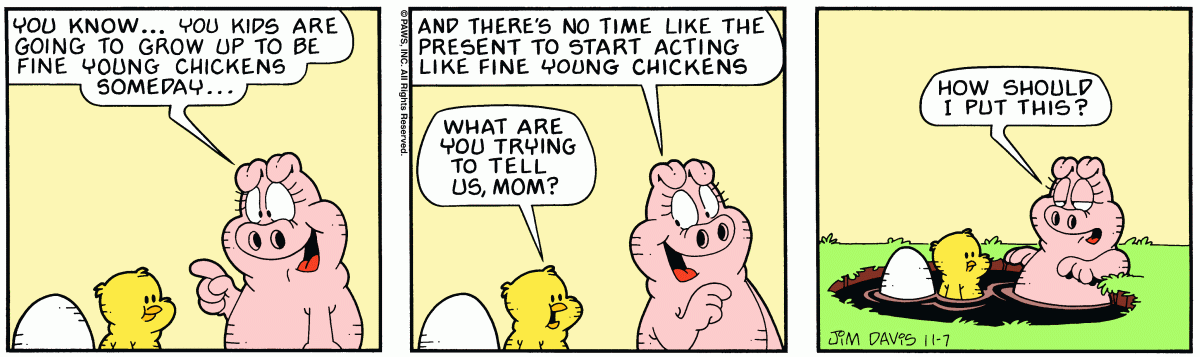 YOU KNOW... YOU KIDS ARE
GOING TO GROW UP TO BE
FINE YOUNG CHICKENS
SOMEDAY...
© PAWS, INC. All Rights Reserved.
AND THERE'S NO TIME LIKE THE
PRESENT TO START ACTING
LIKE FINE YOUNG CHICKENS
WHAT ARE
YOU TRYING
TO TELL
US, MOM?
HOW SHOULD
I PUT THIS?
JIM DAVIS 11-7